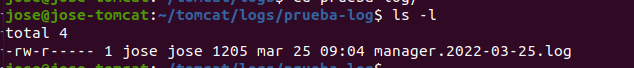 jose@jose-tomcat:~/tomcat/logs/prueba-log$ ls -l
total 4
-rw-r----- 1 jose jose 1205 mar 25 09:04 manager.2022-03-25.log
jose@jose-tomcat:~/tomcat/logs/prueba-log$